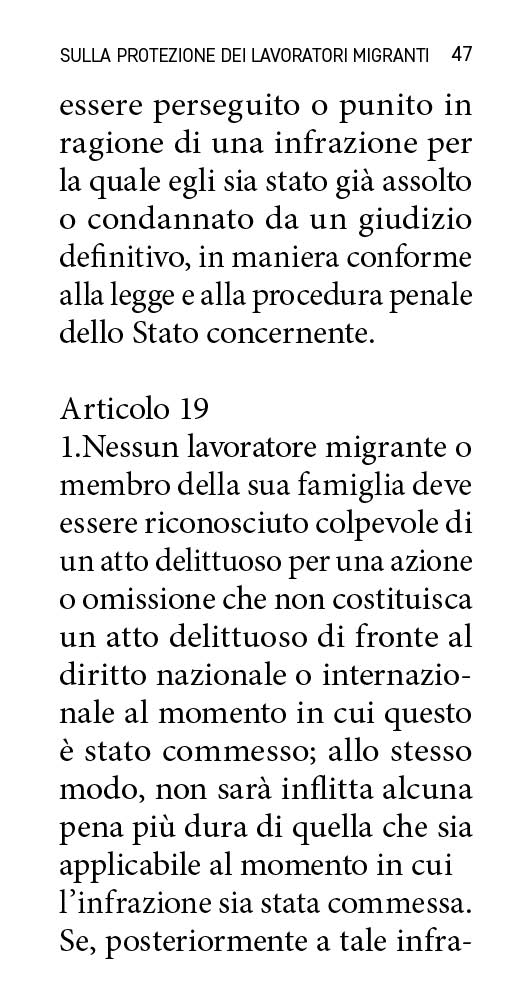 SULLA PROTEZIONE DEI LAVORATORI MIGRANTI 47
essere perseguito o punito in
ragione di una infrazione per
la quale egli sia stato già assolto
o condannato da un giudizio
definitivo, in maniera conforme
alla legge e alla procedura penale
dello Stato concernente.
Articolo 19
1.Nessun lavoratore migrante o
membro della sua famiglia deve
essere riconosciuto colpevole di
un atto delittuoso per una azione
o omissione che non costituisca
un atto delittuoso di fronte al
diritto nazionale o internazio-
nale al momento in cui questo
è stato commesso; allo stesso
modo, non sarà inflitta alcuna
pena più dura di quella che sia
applicabile al momento in cui
l’infrazione sia stata commessa.
Se, posteriormente a tale infra-